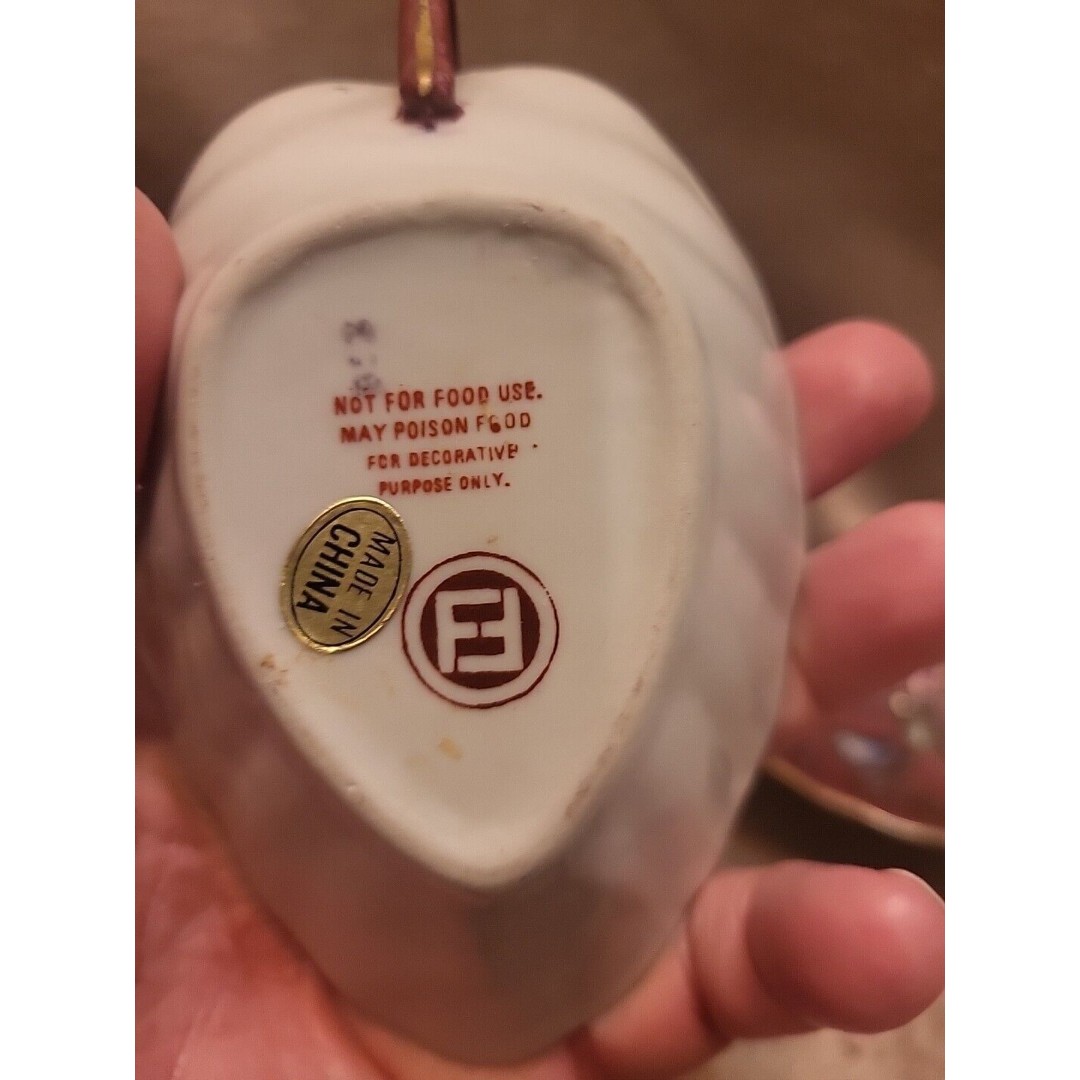 NOT FOR FOOD USE.
MAY POISON FOOD
FOR DECORATIVE
PURPOSE ONLY.
MADE IN
CHINA